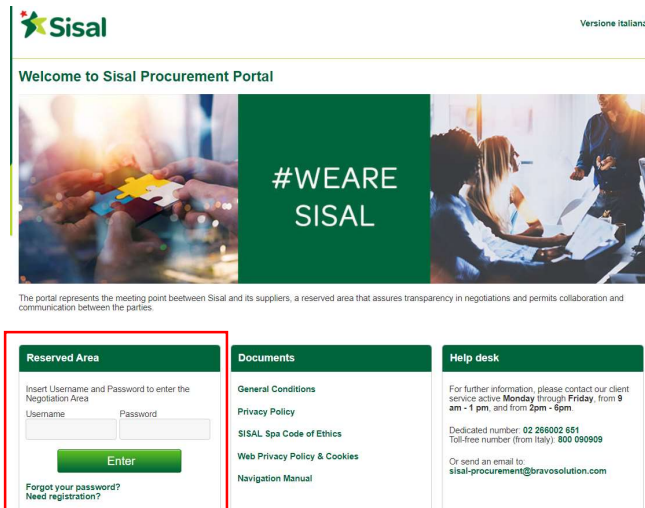 Sisal
Versione italiana
Welcome to Sisal Procurement Portal
#WEARE
SISAL
The portal represents the meeting point beetween Sisal and its suppliers, a reserved area that assures transparency in negotiations and permits collaboration and
communication between the parties.
Reserved Area
Insert Username and Password to enter the
Negotiation Area
Username Password
Enter
Forgot your password?
Need registration?
Documents
General Conditions
Privacy Policy
SISAL Spa Code of Ethics
Web Privacy Policy & Cookies
Navigation Manual
Help desk
For further information, please contact our client
service active Monday through Friday, from 9
am - 1 pm, and from 2pm - 6pm.
Dedicated number: 02 266002 651
Toll-free number (from Italy): 800 090909
Or send an email to:
sisal-procurement@bravosolution.com